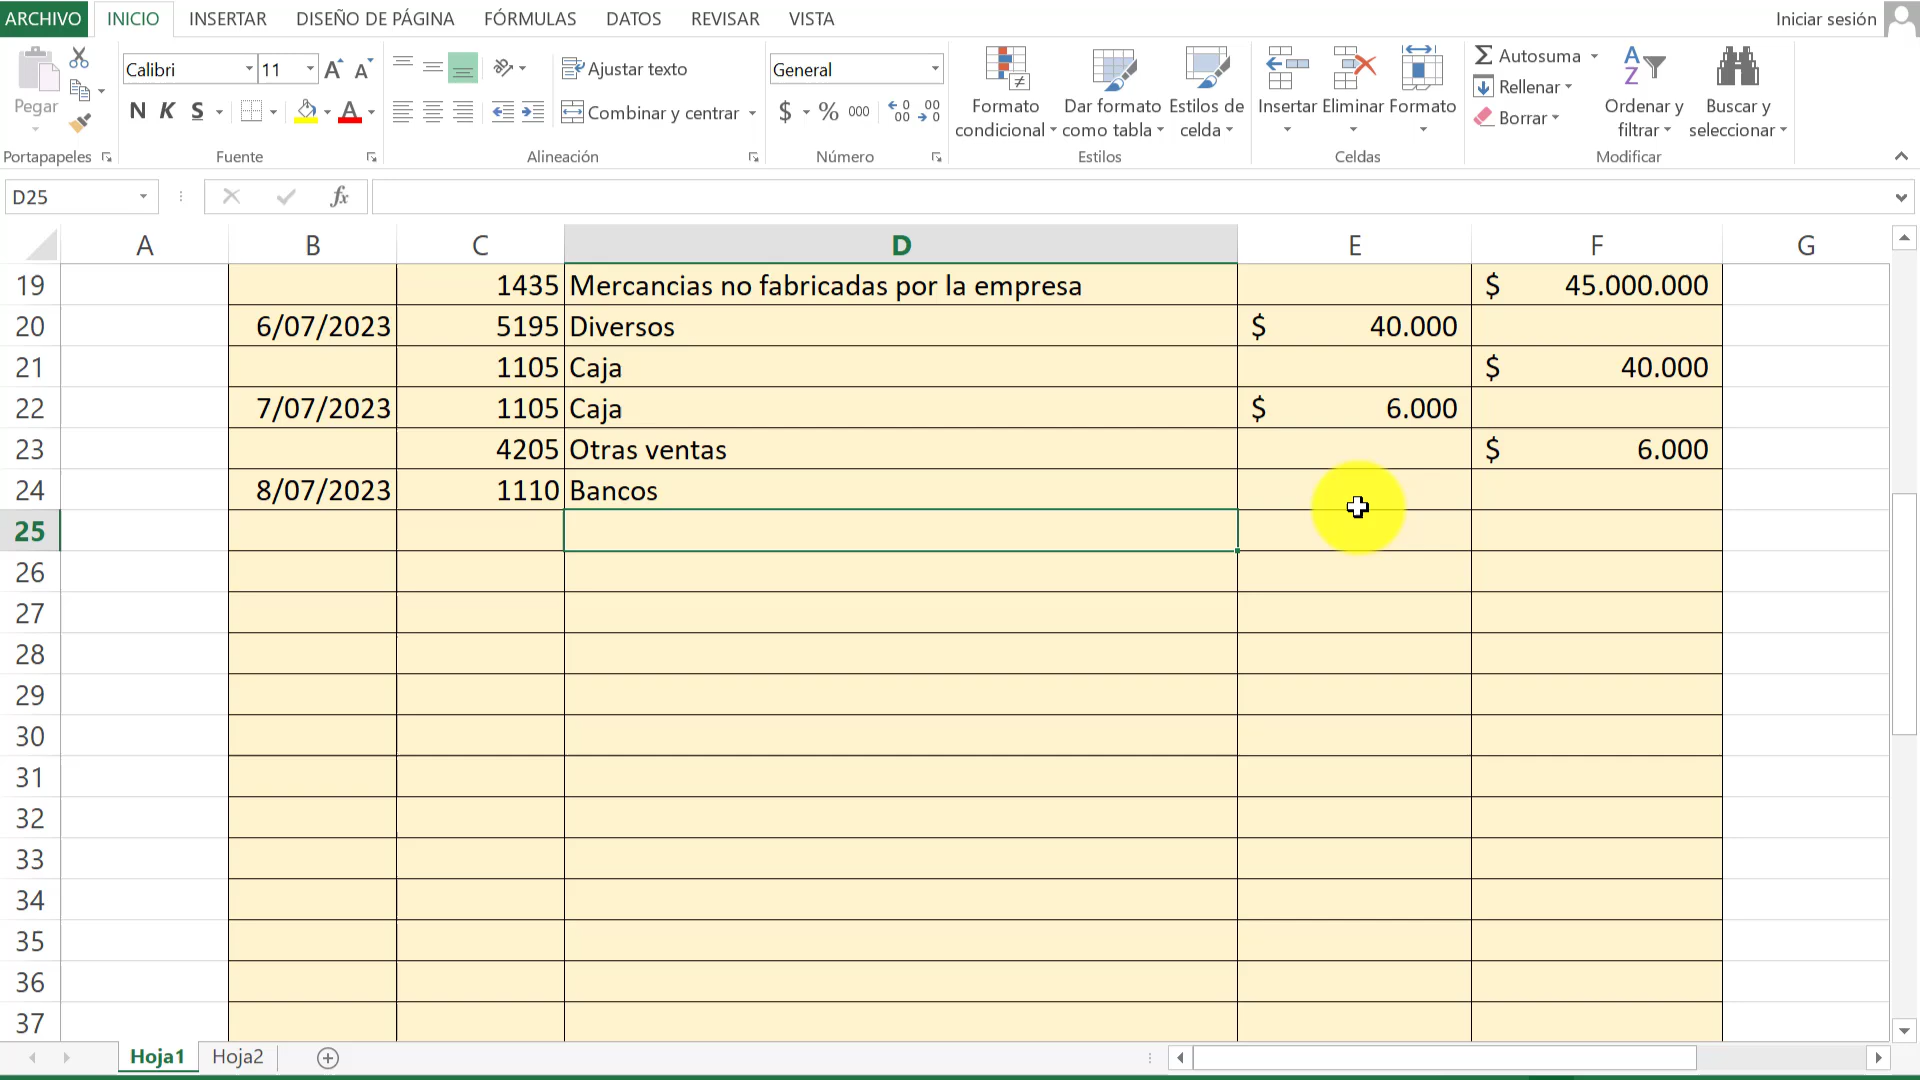 ARCHIVO INICIO INSERTAR DISEÑO DE PÁGINA FÓRMULAS DATOS REVISAR VISTA Iniciar sesión
Pegar
Portapapeles
Calibri 11
N K S
Fuente
Ajustar texto
Combinar y centrar
Alineación
General
$ % 000
Número
Formato condicional
Dar formato como tabla
Estilos de celda
Estilos
Insertar Eliminar Formato
Celdas
Autosuma
Rellenar
Borrar
Ordenar y filtrar
Buscar y seleccionar
Modificar
D25 fx
A B C D E F G
19 1435 Mercancias no fabricadas por la empresa $ 45.000.000
20 6/07/2023 5195 Diversos $ 40.000
21 1105 Caja $ 40.000
22 7/07/2023 1105 Caja $ 6.000
23 4205 Otras ventas $ 6.000
24 8/07/2023 1110 Bancos
25
26
27
28
29
30
31
32
33
34
35
36
37
Hoja1 Hoja2